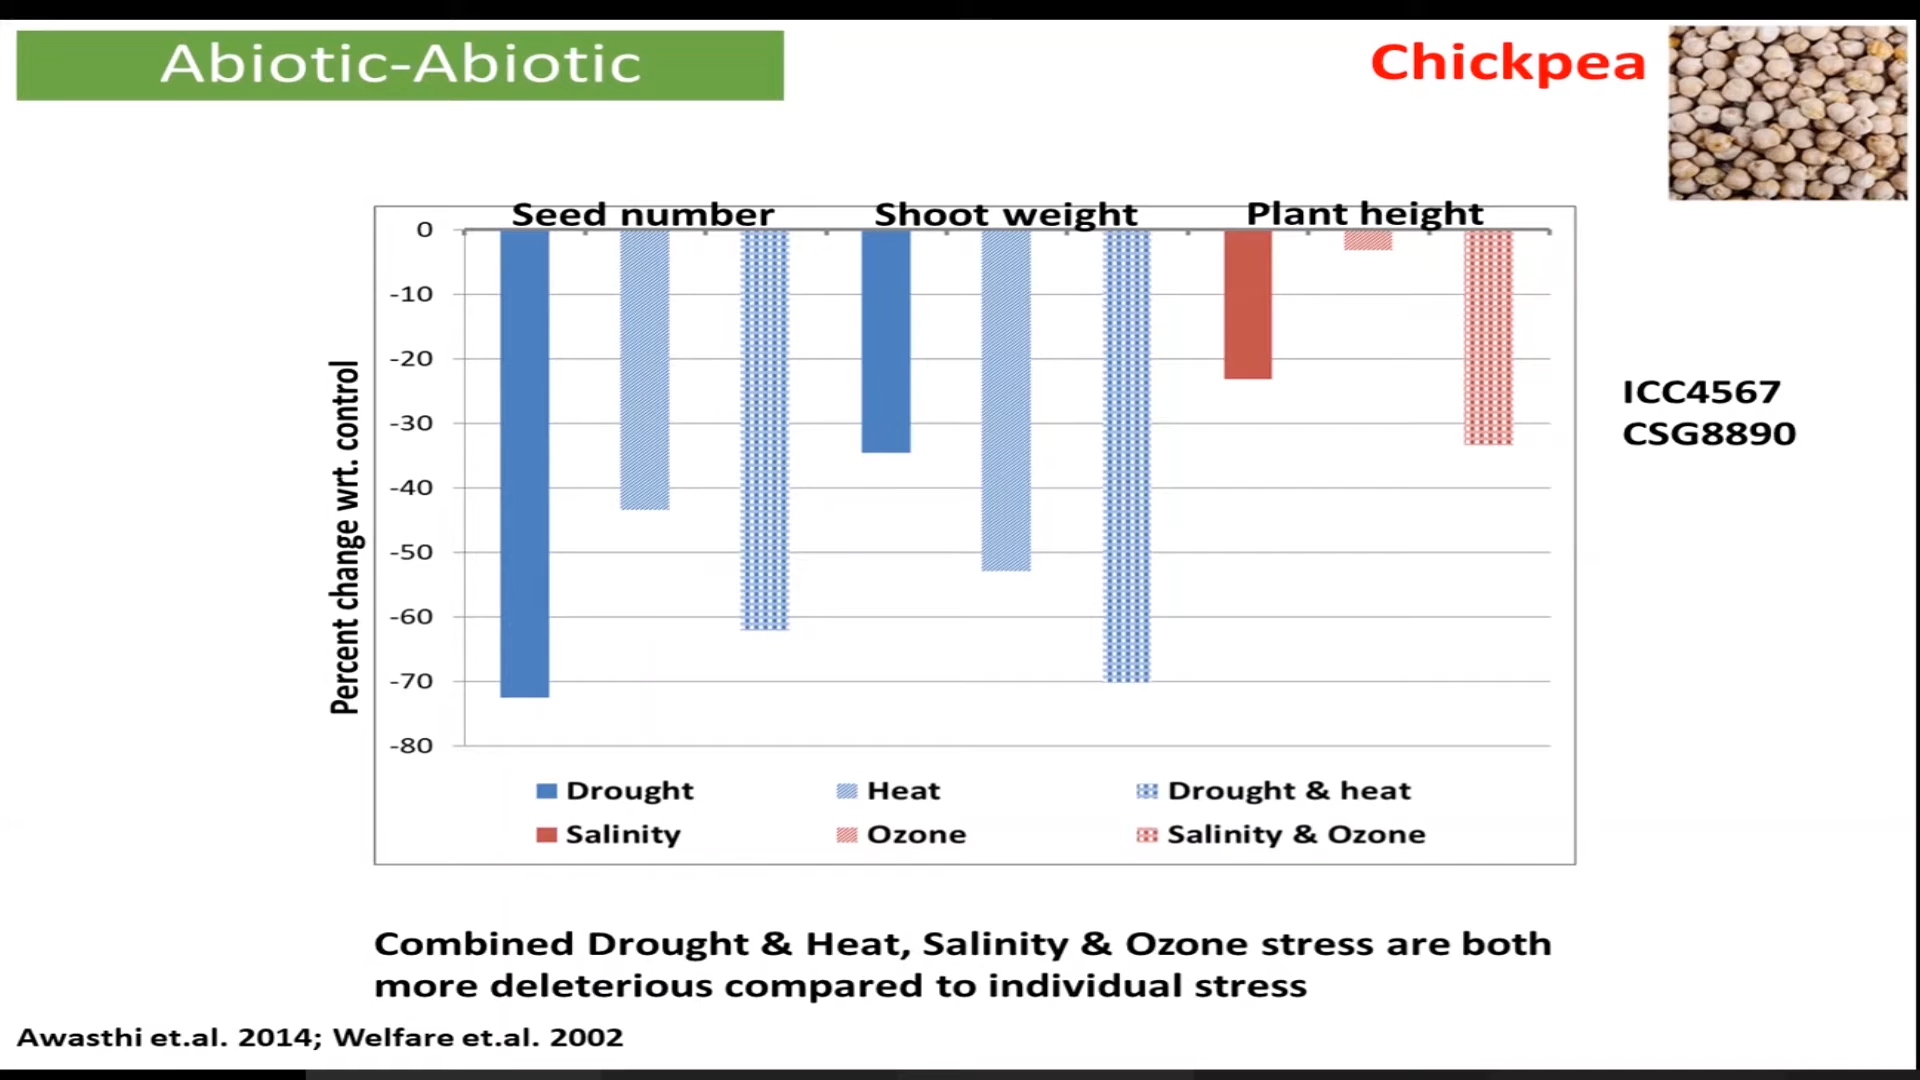 Abiotic-Abiotic
Chickpea
Seed number Shoot weight Plant height
0
-10
-20
-30
-40
-50
-60
-70
-80
Percent change wrt. control
ICC4567
CSG8890
Drought Heat Drought & heat
Salinity Ozone Salinity & Ozone
Combined Drought & Heat, Salinity & Ozone stress are both
more deleterious compared to individual stress
Awasthi et.al. 2014; Welfare et.al. 2002